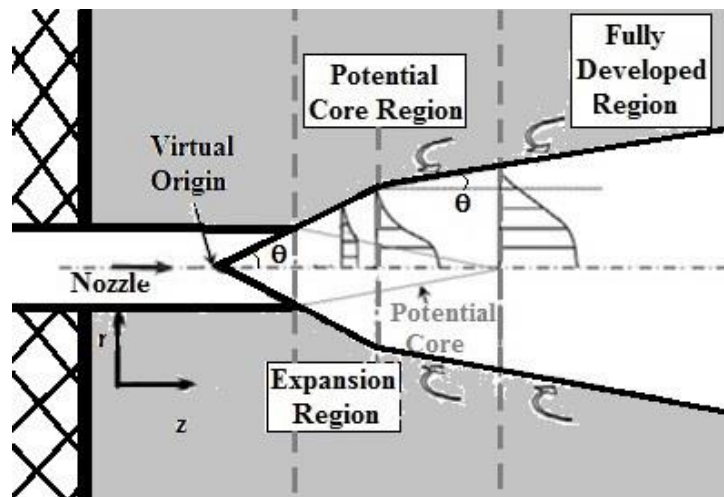 Potential
Core Region
Fully
Developed
Region
Virtual
Origin
θ
θ
Nozzle
Potential
Core
r
Expansion
Region
z